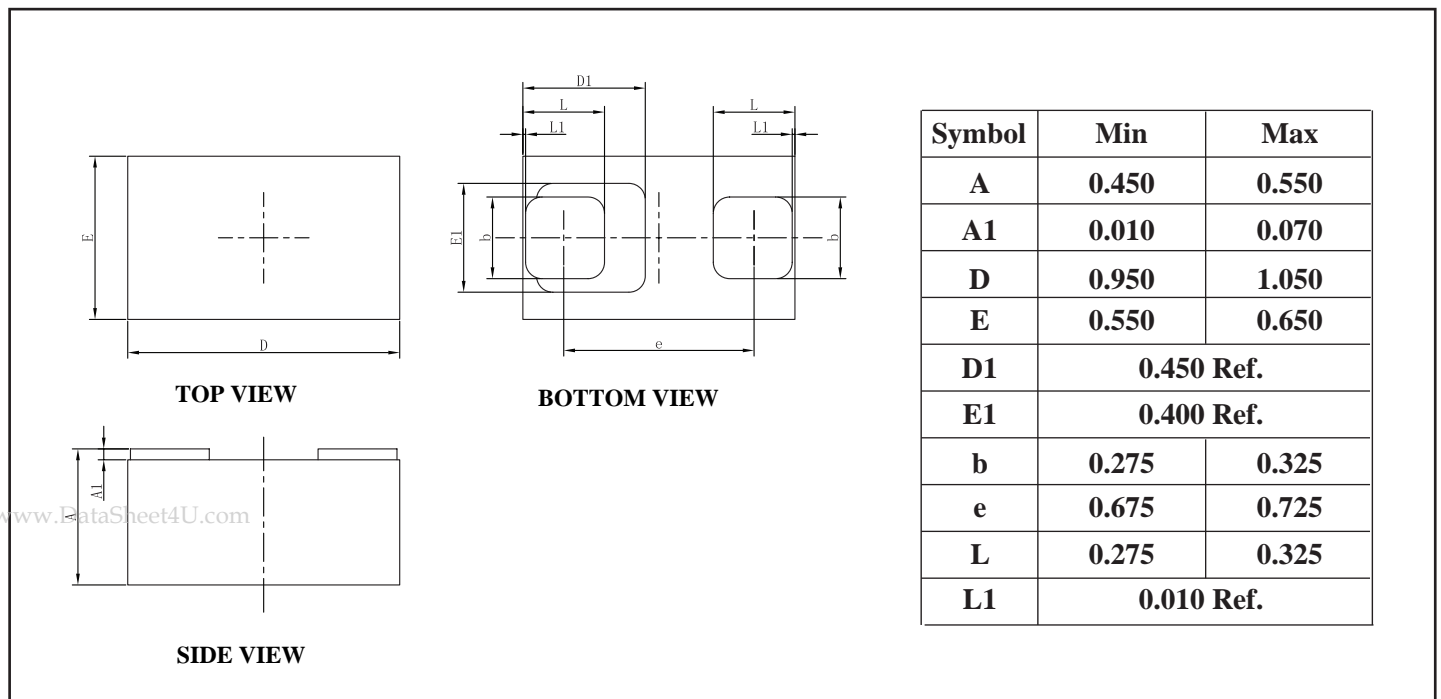 D1
L
L
L1
L1
E
E1
b
b
D
e
TOP VIEW
BOTTOM VIEW
A1
A
www.DataSheet4U.com
SIDE VIEW
Symbol Min Max
A 0.450 0.550
A1 0.010 0.070
D 0.950 1.050
E 0.550 0.650
D1 0.450 Ref.
E1 0.400 Ref.
b 0.275 0.325
e 0.675 0.725
L 0.275 0.325
L1 0.010 Ref.